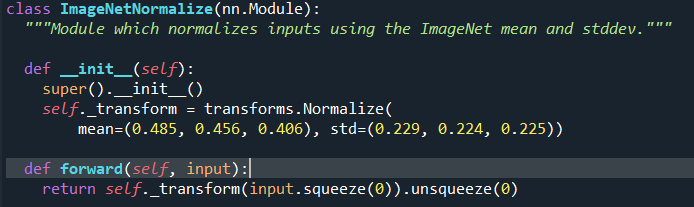 class ImageNetNormalize(nn.Module):
  """Module which normalizes inputs using the ImageNet mean and stddev."""

  def __init__(self):
    super().__init__()
    self._transform = transforms.Normalize(
        mean=(0.485, 0.456, 0.406), std=(0.229, 0.224, 0.225))

  def forward(self, input):
    return self._transform(input.squeeze(0)).unsqueeze(0)